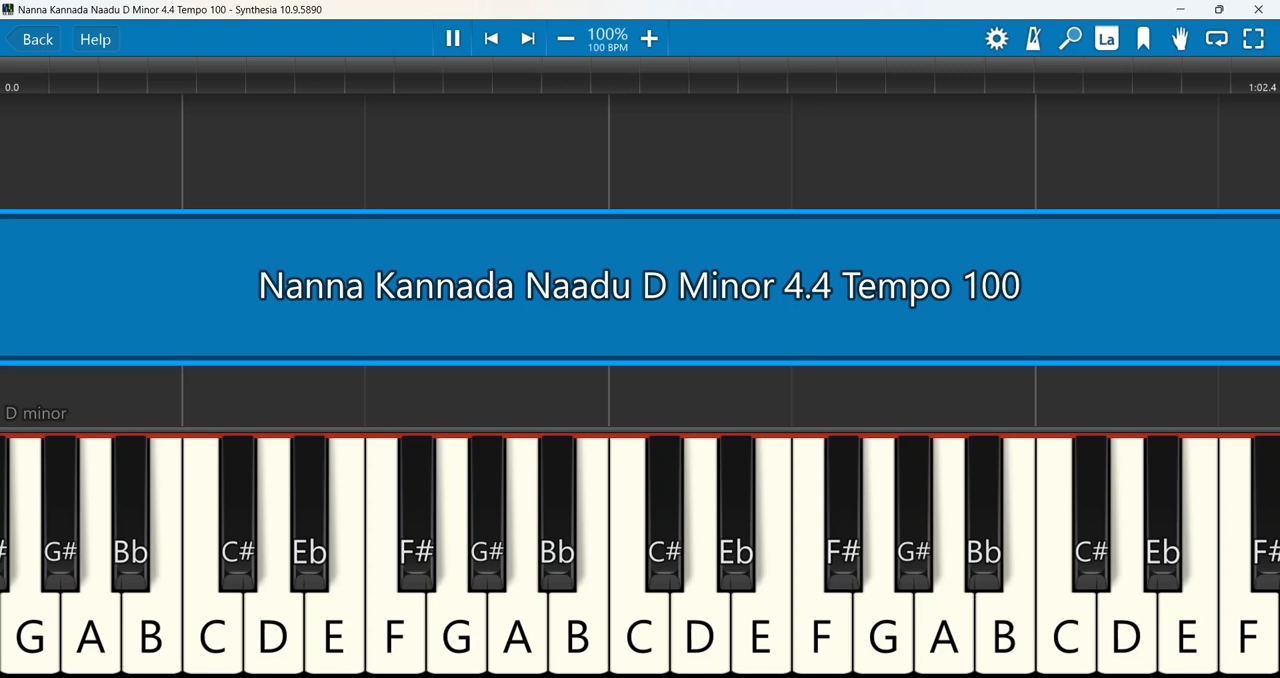 Nanna Kannada Naadu D Minor 4.4 Tempo 100 - Synthesia 10.9.5890
Back Help 100% La
100 BPM
0.0 1:02.4
Nanna Kannada Naadu D Minor 4.4 Tempo 100
D minor
# G# Bb C# Eb F# G# Bb C# Eb F# G# Bb C# Eb F#
G A B C D E F G A B C D E F G A B C D E F